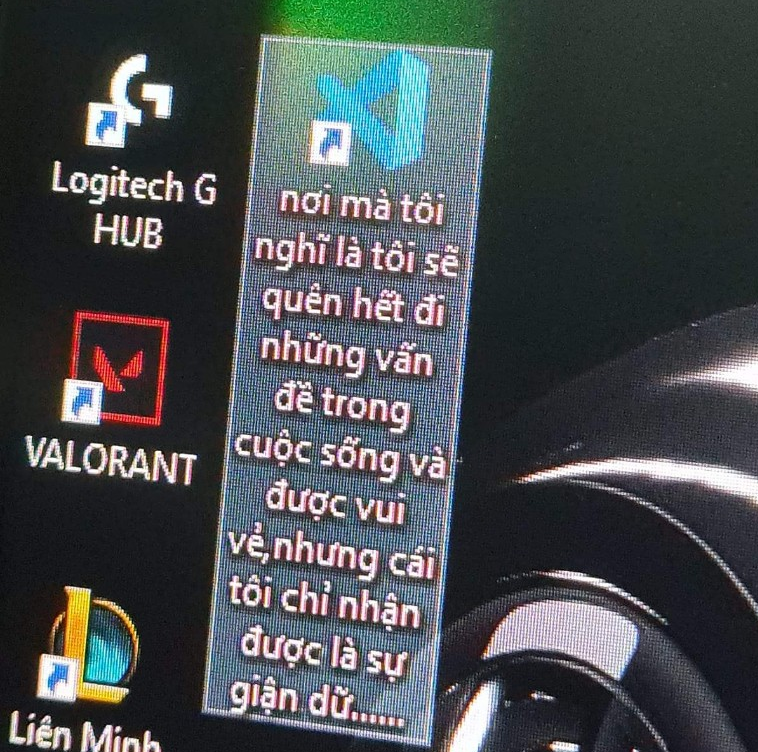 Logitech G
HUB
VALORANT
Liên Minh
nơi mà tôi
nghĩ là tôi sẽ
quên hết đi
những vấn
đề trong
cuộc sống và
được vui
vẻ,nhưng cái
tôi chỉ nhận
được là sự
giận dữ......